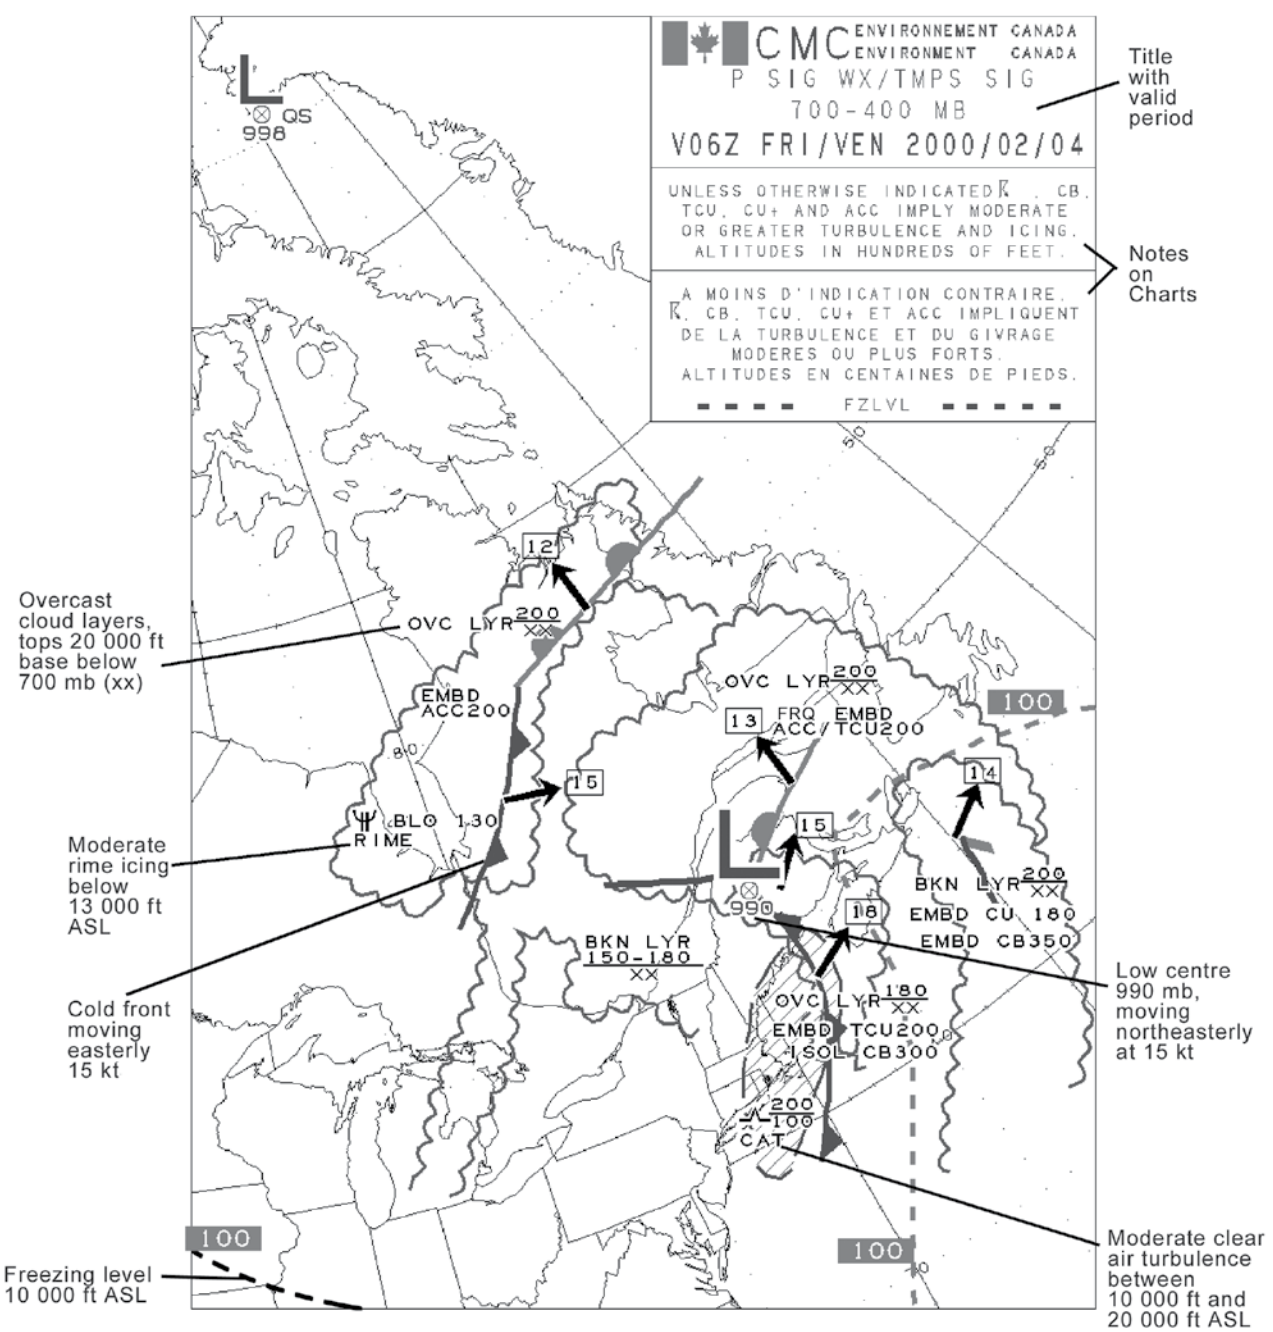 CMC ENVIRONNEMENT CANADA
ENVIRONMENT CANADA
P SIG WX/TMPS SIG
700-400 MB
V06Z FRI/VEN 2000/02/04
UNLESS OTHERWISE INDICATED , CB,
TCU, CU+ AND ACC IMPLY MODERATE
OR GREATER TURBULENCE AND ICING.
ALTITUDES IN HUNDREDS OF FEET.
A MOINS D'INDICATION CONTRAIRE,
, CB, TCU, CU+ ET ACC IMPLIQUENT
DE LA TURBULENCE ET DU GIVRAGE
MODERES OU PLUS FORTS.
ALTITUDES EN CENTAINES DE PIEDS.
FZLVL
Title
with
valid
period
Notes
on
Charts
L
QS
998
50
50
12
OVC LYR 200
XX
Overcast
cloud layers,
tops 20 000 ft
base below
700 mb (xx)
EMBD
ACC200
80
OVC LYR 200
XX
100
13
FRQ EMBD
ACC/TCU200
15
14
BLO 130
RIME
15
L
990
Moderate
rime icing
below
13 000 ft
ASL
BKN LYR 200
XX
EMBD CU 180
EMBD CB350
18
BKN LYR
150-180
XX
Low centre
990 mb,
moving
northeasterly
at 15 kt
Cold front
moving
easterly
15 kt
OVC LYR 180
XX
EMBD TCU200
ISOL CB300
200
100
CAT
100
100
Freezing level
10 000 ft ASL
Moderate clear
air turbulence
between
10 000 ft and
20 000 ft ASL